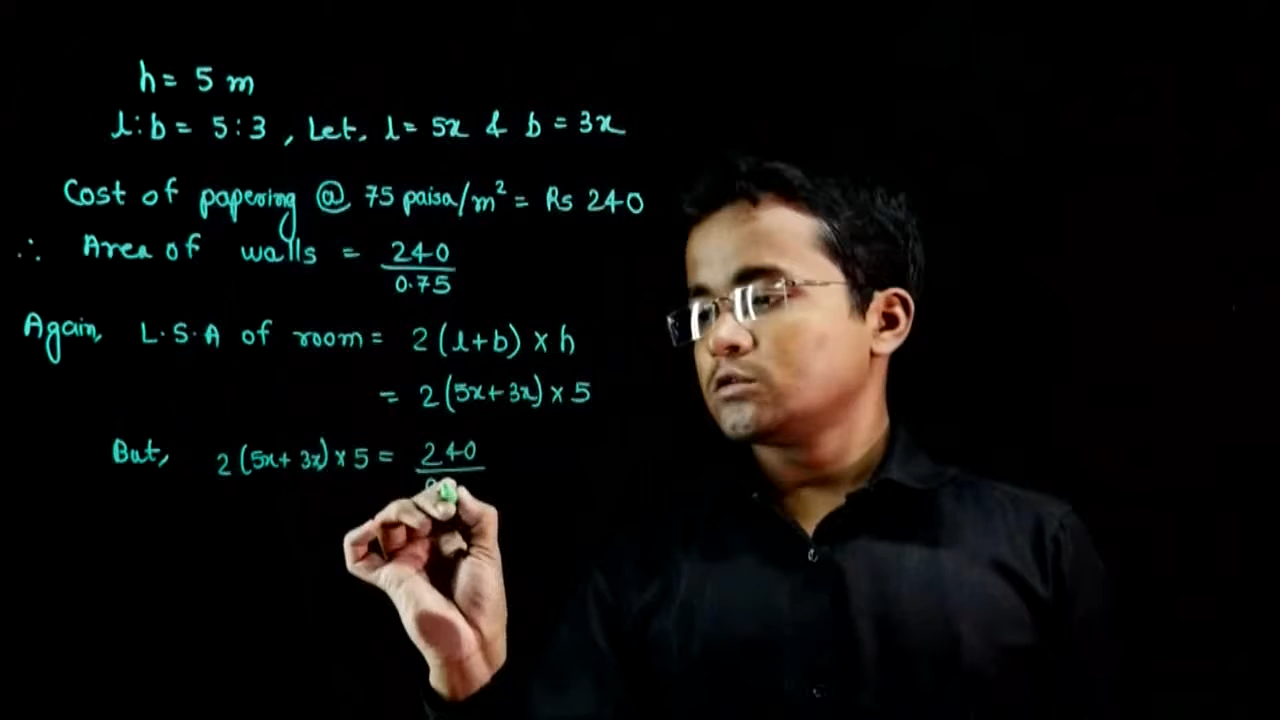 h = 5 m
l:b = 5:3 , Let, l = 5x & b = 3x
Cost of papering @ 75 paisa/m² = Rs 240
∴ Area of walls = 240/0.75
Again, L.S.A of room = 2(l+b) × h
= 2(5x+3x) × 5
But, 2(5x+3x) × 5 = 240/0